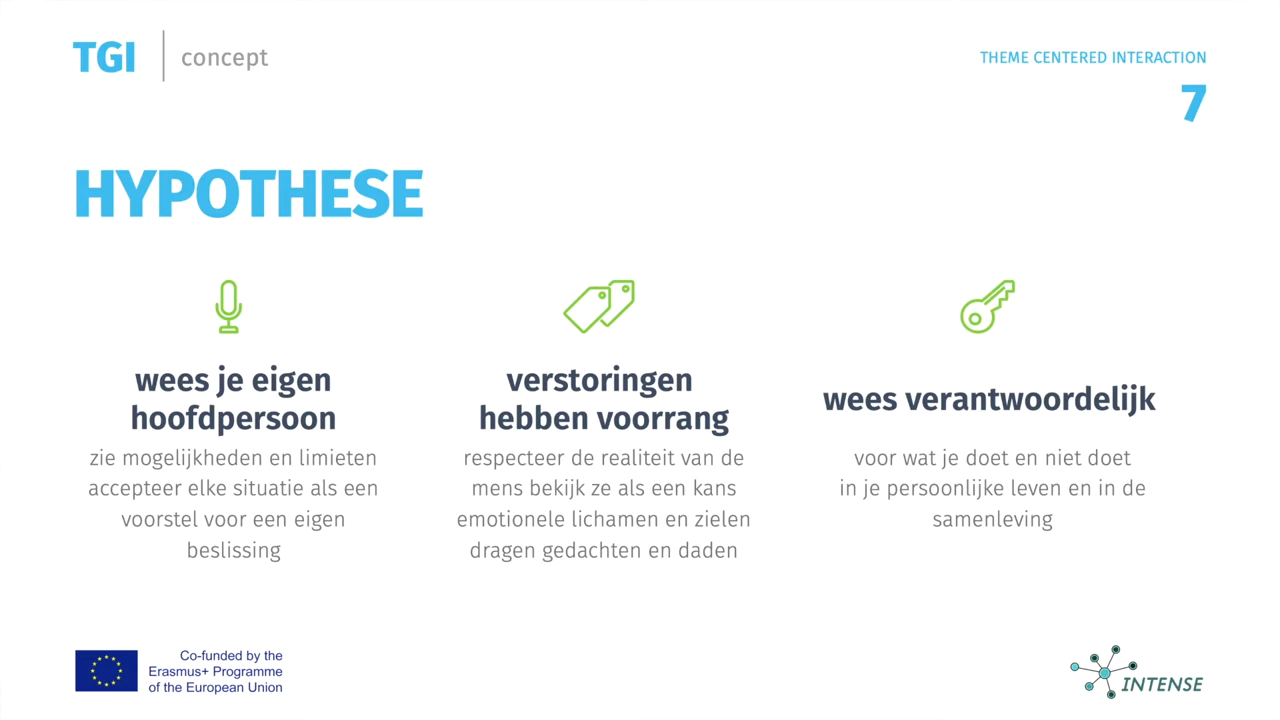 TGI
concept
THEME CENTERED INTERACTION
7
HYPOTHESE
wees je eigen
hoofdpersoon
zie mogelijkheden en limieten
accepteer elke situatie als een
voorstel voor een eigen
beslissing
verstoringen
hebben voorrang
respecteer de realiteit van de
mens bekijk ze als een kans
emotionele lichamen en zielen
dragen gedachten en daden
wees verantwoordelijk
voor wat je doet en niet doet
in je persoonlijke leven en in de
samenleving
Co-funded by the
Erasmus+ Programme
of the European Union
INTENSE